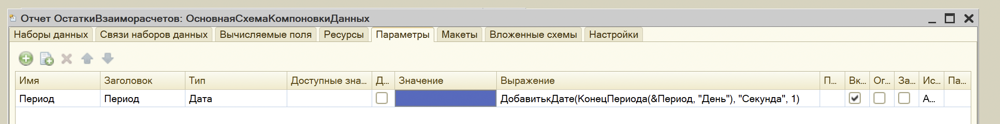 Отчет ОстаткиВзаиморасчетов: ОсновнаяСхемаКомпоновкиДанных
Наборы данных Связи наборов данных Вычисляемые поля Ресурсы Параметры Макеты Вложенные схемы Настройки
Имя Заголовок Тип Доступные зна... Д... Значение Выражение П... Вк... Ог... За... Ис... Па...
Период Период Дата ДобавитькДате(КонецПериода(&Период, "День"), "Секунда", 1) А...